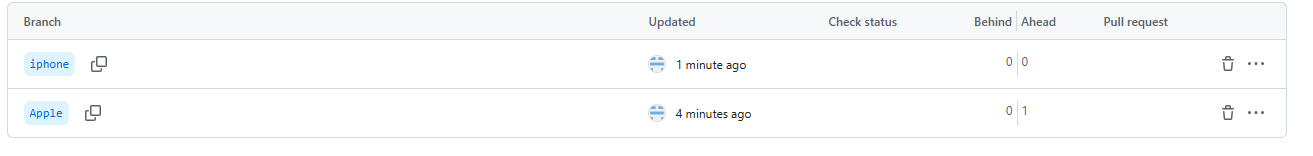 Branch Updated Check status Behind Ahead Pull request
iphone 1 minute ago 0 0
Apple 4 minutes ago 0 1